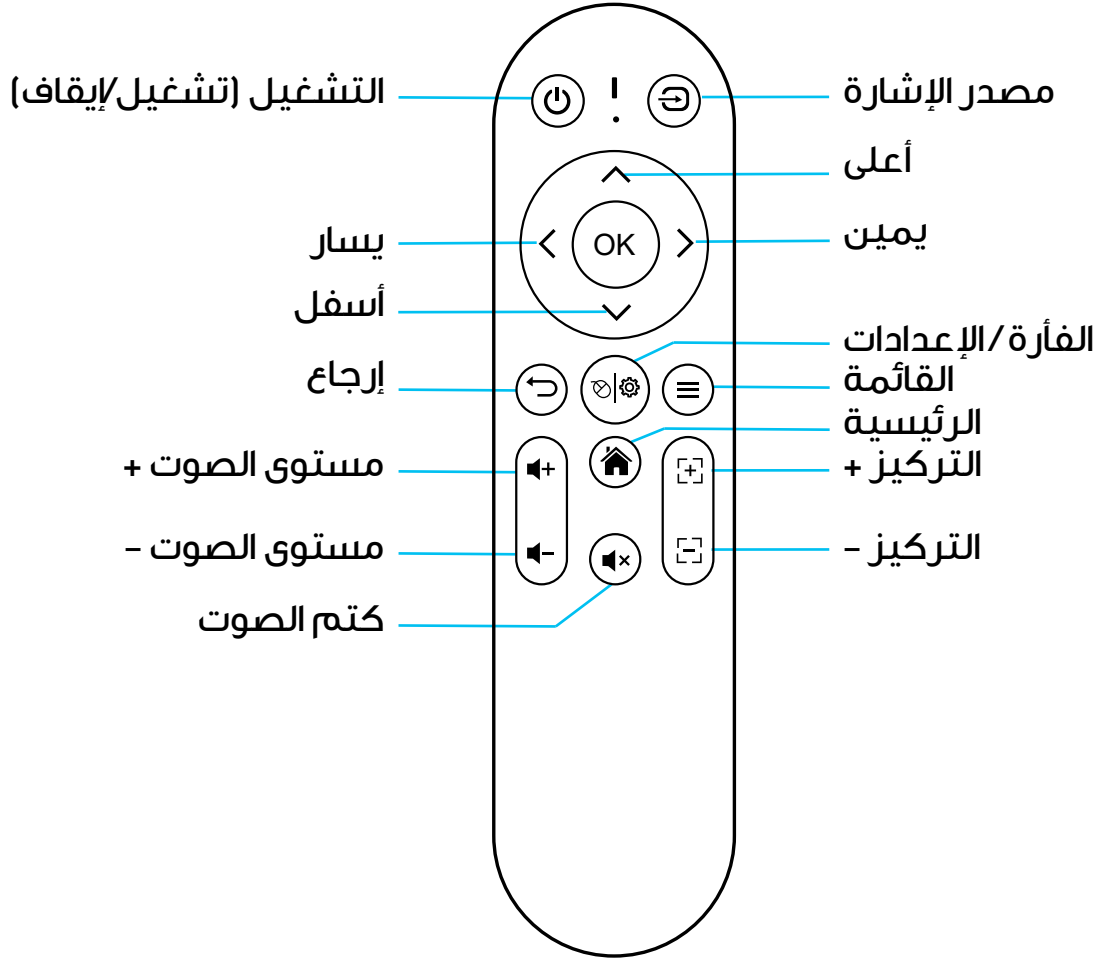 مصدر الإشارة
التشغيل (تشغيل/إيقاف)
أعلى
يمين
يسار
OK
أسفل
الفأرة/الإعدادات
القائمة
إرجاع
الرئيسية
التركيز +
مستوى الصوت +
التركيز –
مستوى الصوت –
كتم الصوت